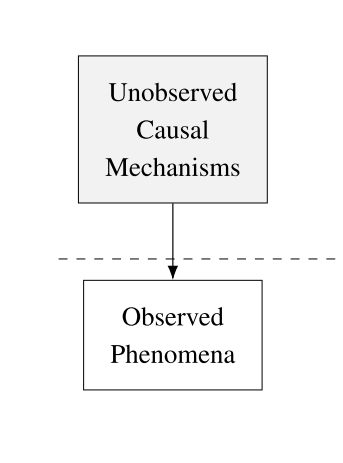 Unobserved
Causal
Mechanisms
Observed
Phenomena